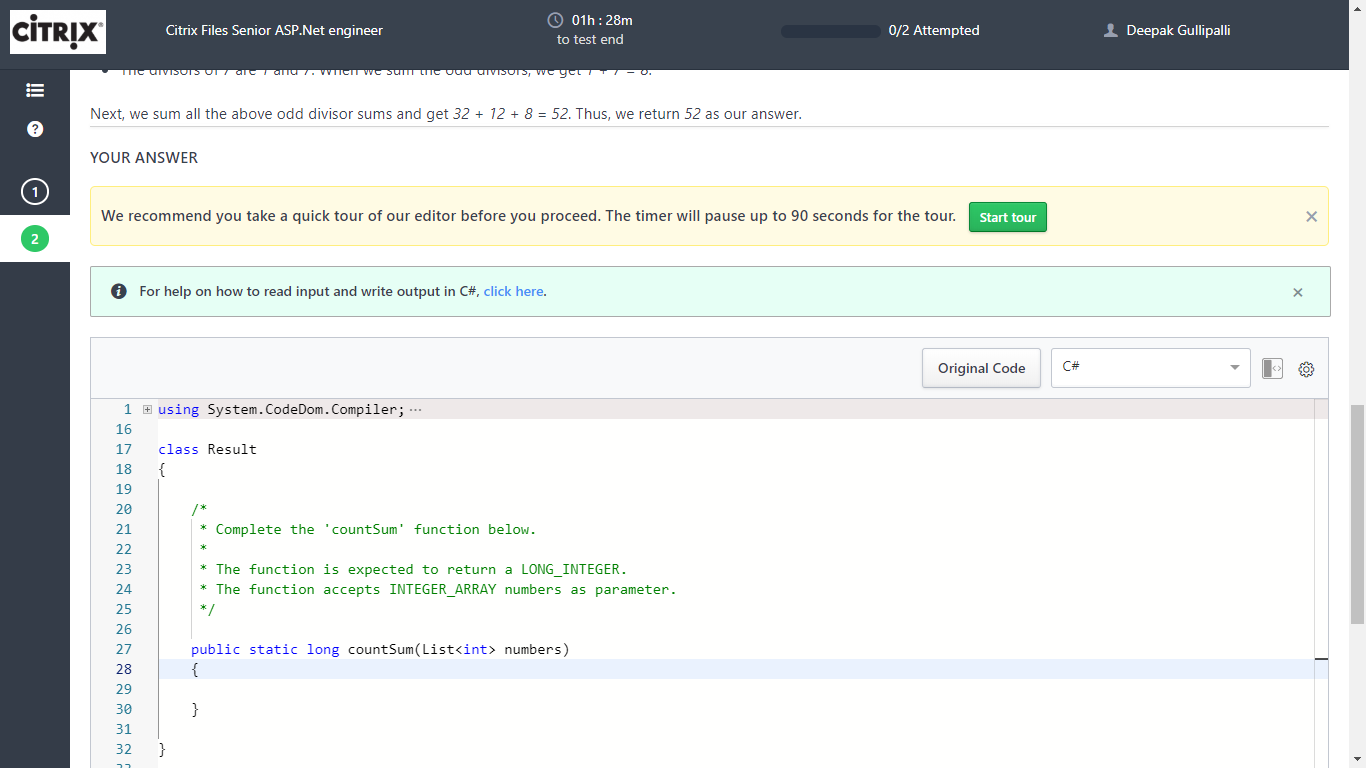 CİTRIX
Citrix Files Senior ASP.Net engineer
01h : 28m
to test end
0/2 Attempted
Deepak Gullipalli
The divisors of 7 are 1 and 7. When we sum the odd divisors, we get 1 + 7 = 8.
Next, we sum all the above odd divisor sums and get 32 + 12 + 8 = 52. Thus, we return 52 as our answer.
YOUR ANSWER
We recommend you take a quick tour of our editor before you proceed. The timer will pause up to 90 seconds for the tour. Start tour ×
For help on how to read input and write output in C#, click here. ×
Original Code C#
1 using System.CodeDom.Compiler; ···
16
17 class Result
18 {
19
20 /*
21 * Complete the 'countSum' function below.
22 *
23 * The function is expected to return a LONG_INTEGER.
24 * The function accepts INTEGER_ARRAY numbers as parameter.
25 */
26
27 public static long countSum(List<int> numbers)
28 {
29
30 }
31
32 }
33
1
2